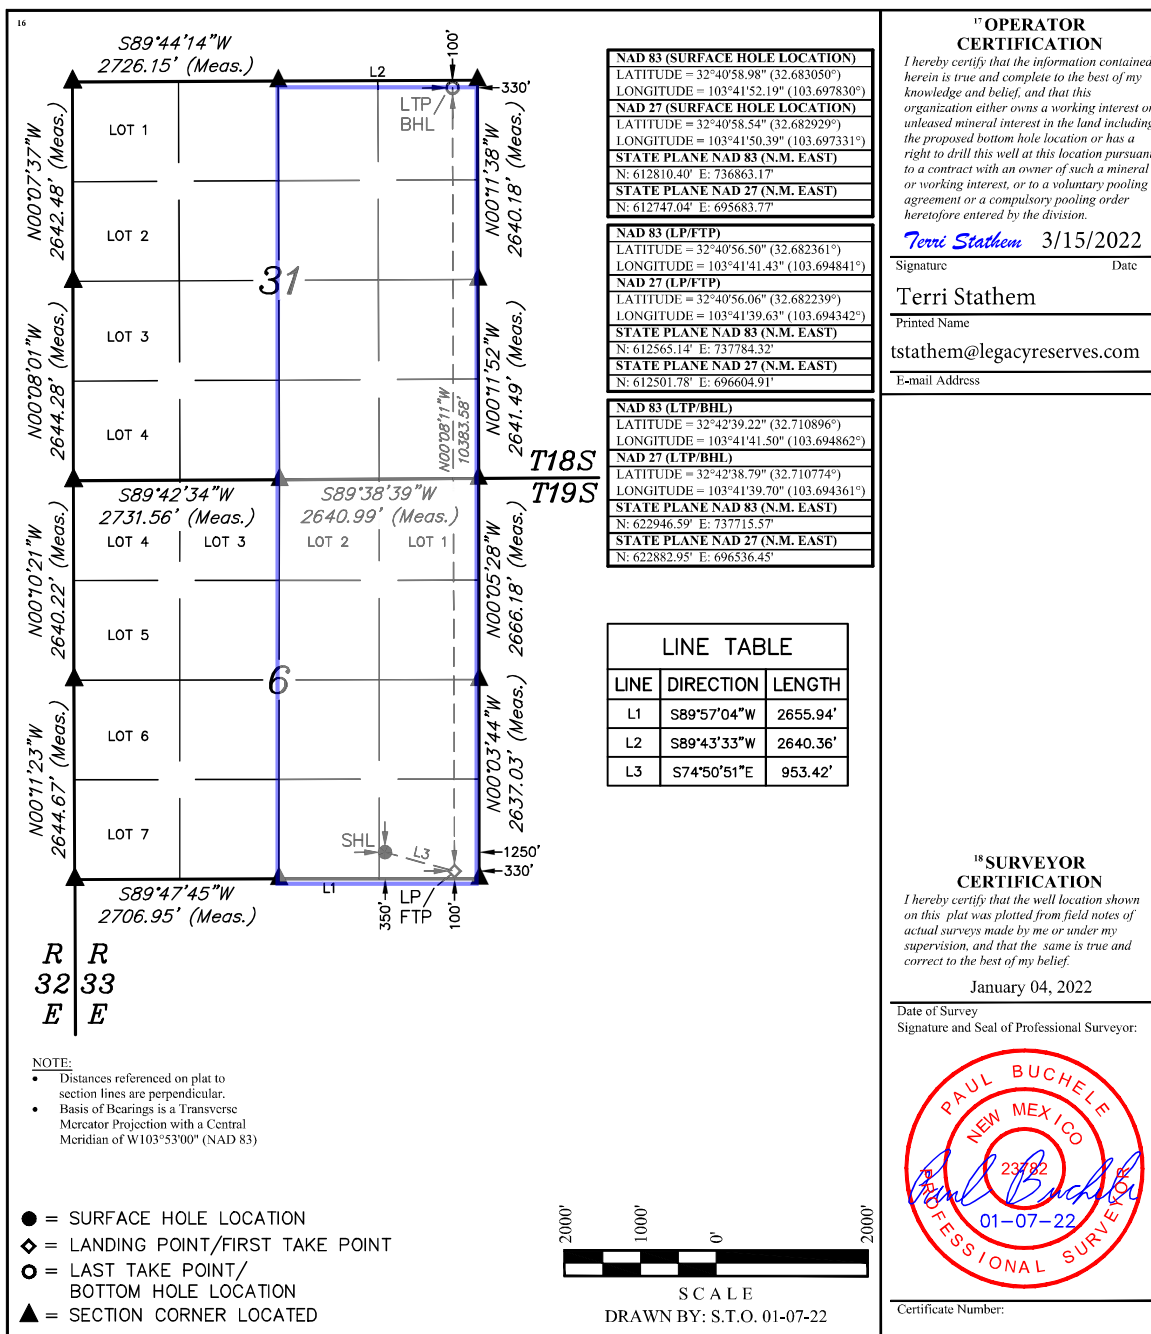 16
S89°44'14"W
2726.15' (Meas.)
L2
100'
330'
LTP/
BHL
LOT 1
LOT 2
LOT 3
LOT 4
31
N00°07'37"W
2642.48' (Meas.)
N00°11'38"W
2640.18' (Meas.)
N00°08'01"W
2644.28' (Meas.)
N00°11'52"W
2641.49' (Meas.)
N00°08'11"W
10383.58'
T18S
T19S
S89°42'34"W
2731.56' (Meas.)
S89°38'39"W
2640.99' (Meas.)
LOT 4 LOT 3 LOT 2 LOT 1
LOT 5
LOT 6
LOT 7
6
N00°10'21"W
2640.22' (Meas.)
N00°05'28"W
2666.18' (Meas.)
N00°11'23"W
2644.67' (Meas.)
N00°03'44"W
2637.03' (Meas.)
SHL
L3
1250'
330'
L1
350'
LP/
FTP
100'
S89°47'45"W
2706.95' (Meas.)
R R
32 33
E E
NOTE:
• Distances referenced on plat to
section lines are perpendicular.
• Basis of Bearings is a Transverse
Mercator Projection with a Central
Meridian of W103°53'00" (NAD 83)
= SURFACE HOLE LOCATION
= LANDING POINT/FIRST TAKE POINT
= LAST TAKE POINT/
BOTTOM HOLE LOCATION
= SECTION CORNER LOCATED
NAD 83 (SURFACE HOLE LOCATION)
LATITUDE = 32°40'58.98" (32.683050°)
LONGITUDE = 103°41'52.19" (103.697830°)
NAD 27 (SURFACE HOLE LOCATION)
LATITUDE = 32°40'58.54" (32.682929°)
LONGITUDE = 103°41'50.39" (103.697331°)
STATE PLANE NAD 83 (N.M. EAST)
N: 612810.40' E: 736863.17'
STATE PLANE NAD 27 (N.M. EAST)
N: 612747.04' E: 695683.77'
NAD 83 (LP/FTP)
LATITUDE = 32°40'56.50" (32.682361°)
LONGITUDE = 103°41'41.43" (103.694841°)
NAD 27 (LP/FTP)
LATITUDE = 32°40'56.06" (32.682239°)
LONGITUDE = 103°41'39.63" (103.694342°)
STATE PLANE NAD 83 (N.M. EAST)
N: 612565.14' E: 737784.32'
STATE PLANE NAD 27 (N.M. EAST)
N: 612501.78' E: 696604.91'
NAD 83 (LTP/BHL)
LATITUDE = 32°42'39.22" (32.710896°)
LONGITUDE = 103°41'41.50" (103.694862°)
NAD 27 (LTP/BHL)
LATITUDE = 32°42'38.79" (32.710774°)
LONGITUDE = 103°41'39.70" (103.694361°)
STATE PLANE NAD 83 (N.M. EAST)
N: 622946.59' E: 737715.57'
STATE PLANE NAD 27 (N.M. EAST)
N: 622882.95' E: 696536.45'
LINE TABLE
LINE DIRECTION LENGTH
L1 S89°57'04"W 2655.94'
L2 S89°43'33"W 2640.36'
L3 S74°50'51"E 953.42'
2000' 1000' 0' 2000'
SCALE
DRAWN BY: S.T.O. 01-07-22
17 OPERATOR
CERTIFICATION
I hereby certify that the information contained
herein is true and complete to the best of my
knowledge and belief, and that this
organization either owns a working interest or
unleased mineral interest in the land including
the proposed bottom hole location or has a
right to drill this well at this location pursuant
to a contract with an owner of such a mineral
or working interest, or to a voluntary pooling
agreement or a compulsory pooling order
heretofore entered by the division.
Terri Stathem 3/15/2022
Signature Date
Terri Stathem
Printed Name
tstathem@legacyreserves.com
E-mail Address
18 SURVEYOR
CERTIFICATION
I hereby certify that the well location shown
on this plat was plotted from field notes of
actual surveys made by me or under my
supervision, and that the same is true and
correct to the best of my belief.
January 04, 2022
Date of Survey
Signature and Seal of Professional Surveyor:
PAUL BUCHELE
NEW MEXICO
23782
Paul Buchele
01-07-22
PROFESSIONAL SURVEYOR
Certificate Number: